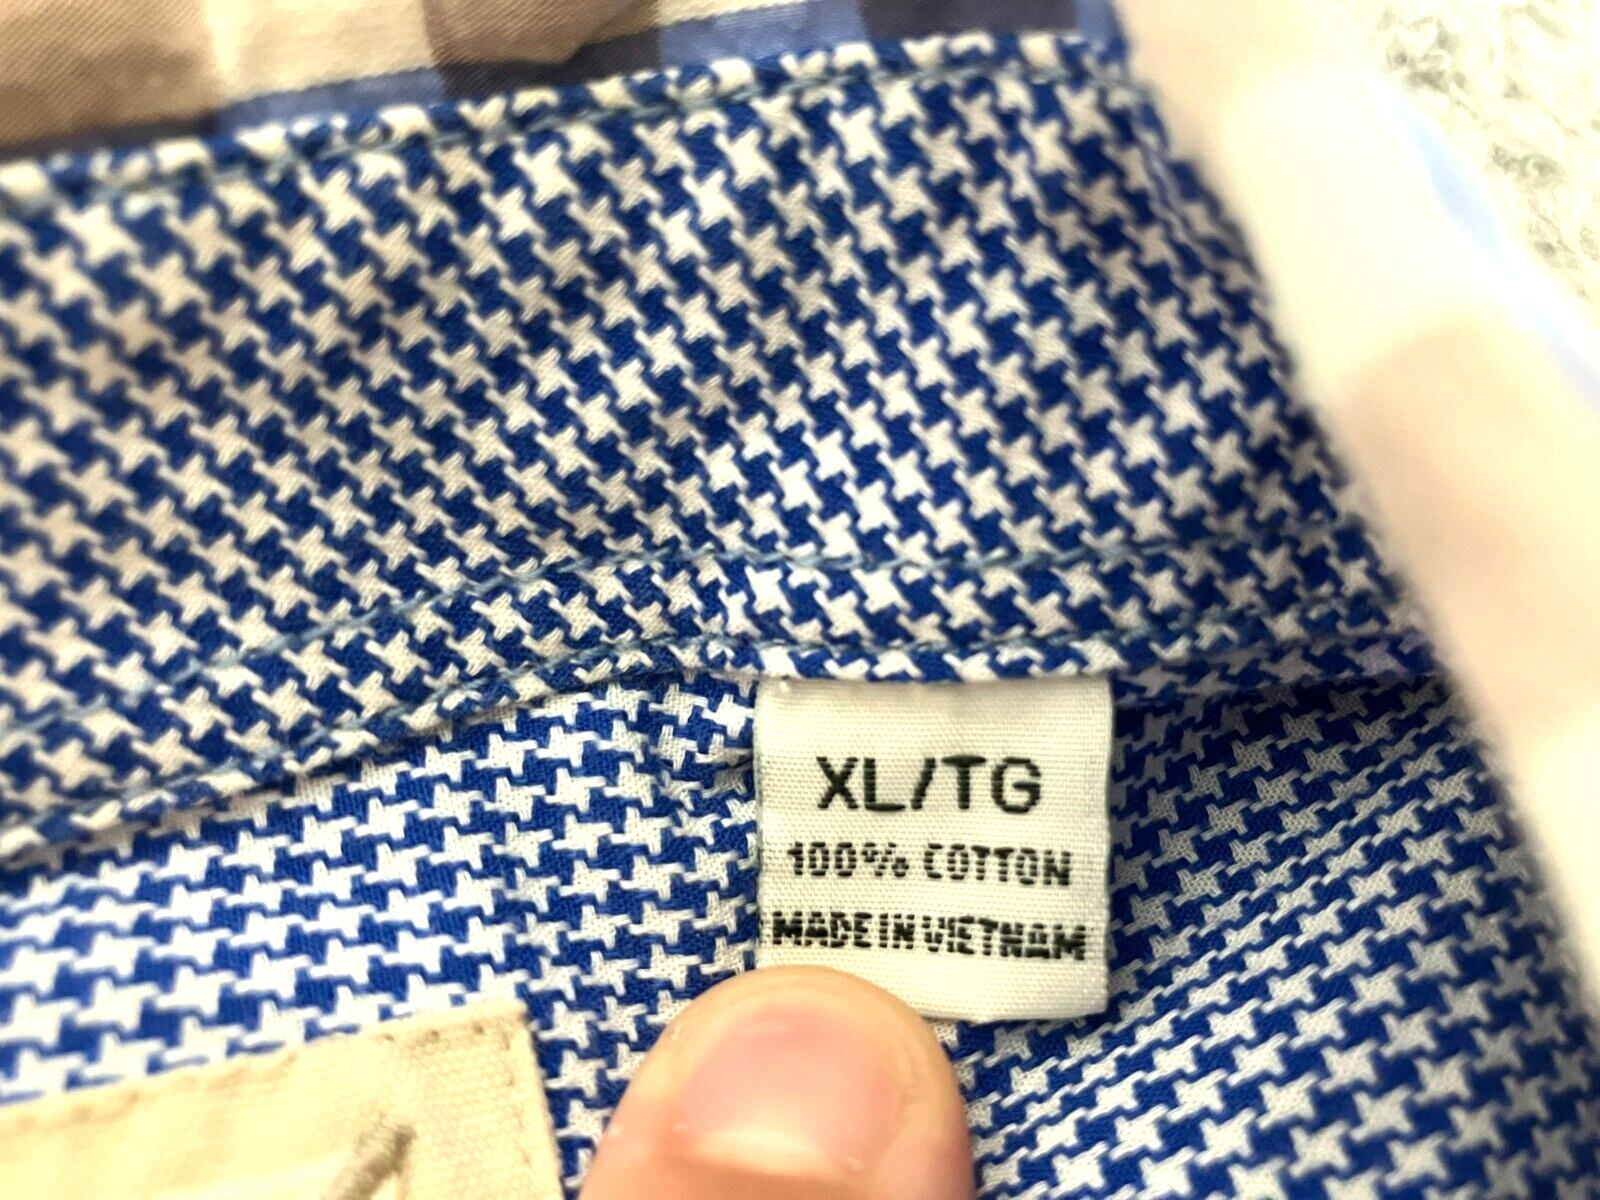 XL/TG
100% COTTON
MADE IN VIETNAM